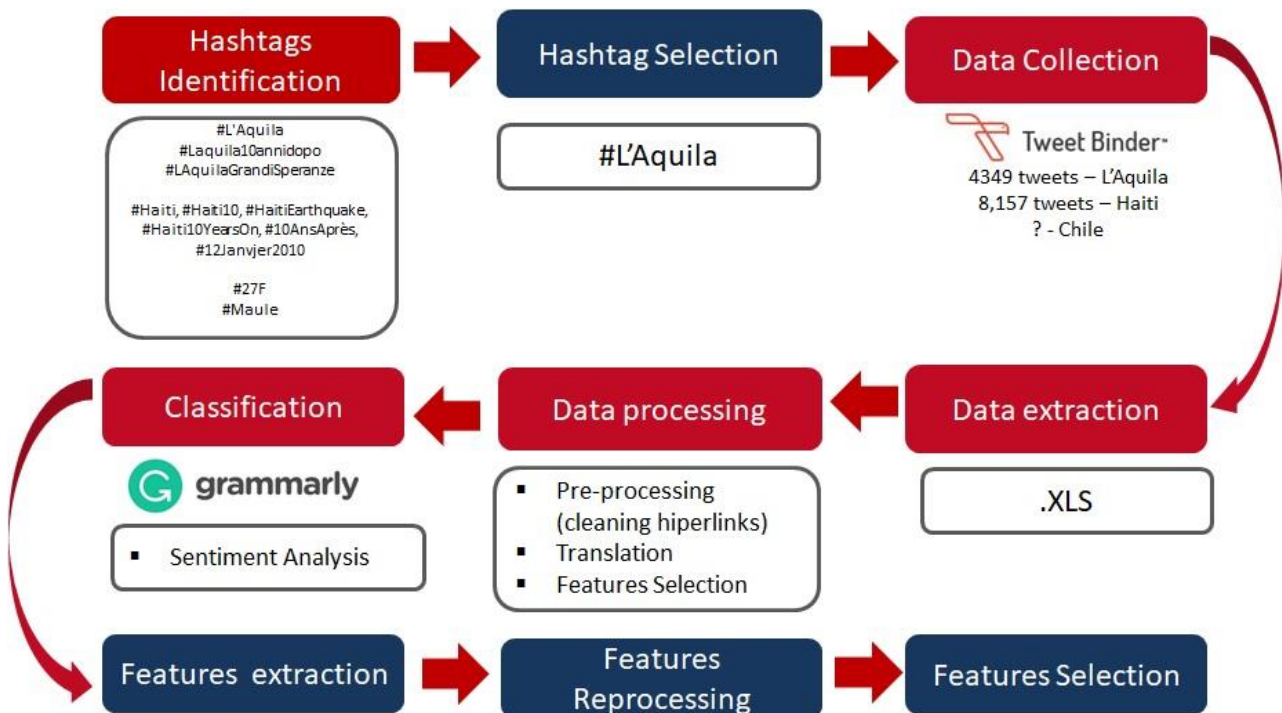 Hashtags
Identification
Hashtag Selection
Data Collection
#L'Aquila
#Laquila10annidopo
#LAquilaGrandiSperanze
#Haiti, #Haiti10, #HaitiEarthquake,
#Haiti10YearsOn, #10AnsAprès,
#12Janvjer2010
#27F
#Maule
#L’Aquila
Tweet Binder™
4349 tweets – L’Aquila
8,157 tweets – Haiti
? - Chile
Classification
Data processing
Data extraction
grammarly
▪ Sentiment Analysis
▪ Pre-processing
(cleaning hiperlinks)
▪ Translation
▪ Features Selection
.XLS
Features extraction
Features
Reprocessing
Features Selection